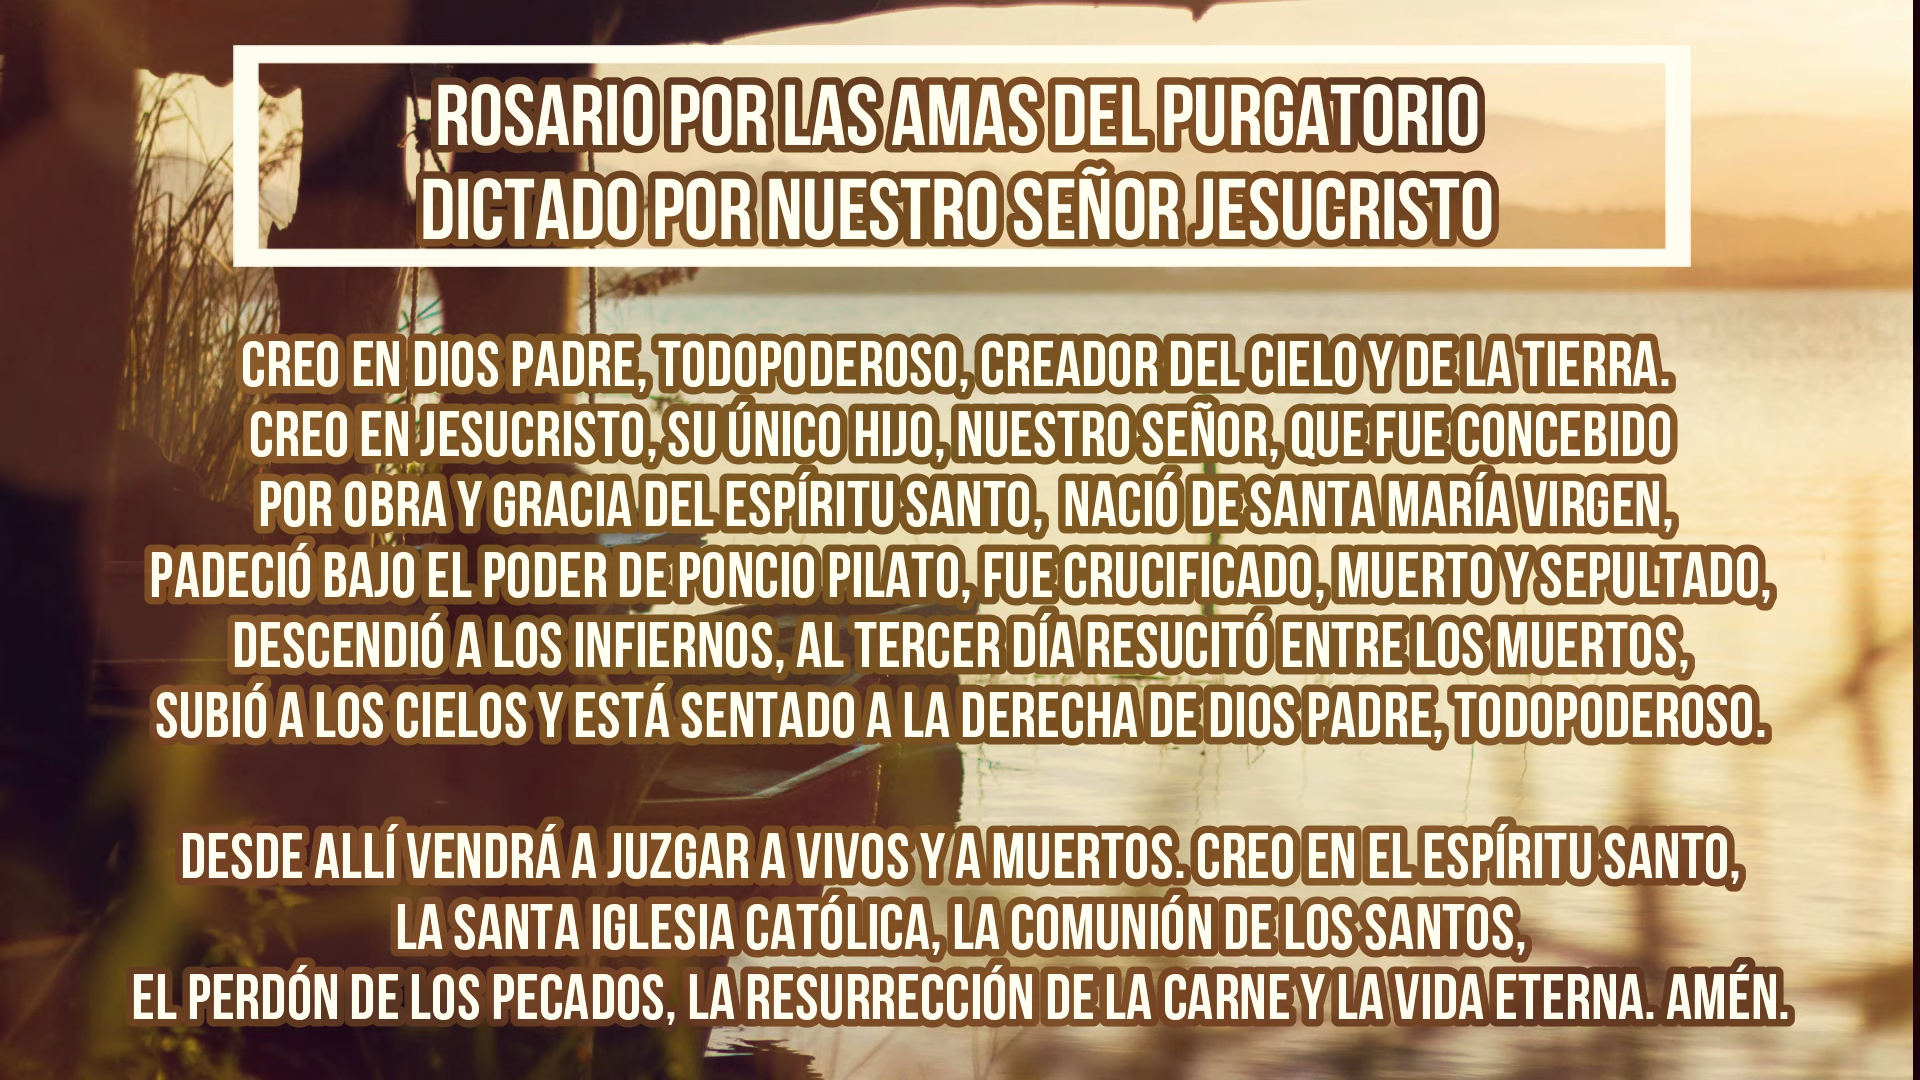 ROSARIO POR LAS AMAS DEL PURGATORIO
DICTADO POR NUESTRO SEÑOR JESUCRISTO
CREO EN DIOS PADRE, TODOPODEROSO, CREADOR DEL CIELO Y DE LA TIERRA.
CREO EN JESUCRISTO, SU ÚNICO HIJO, NUESTRO SEÑOR, QUE FUE CONCEBIDO
POR OBRA Y GRACIA DEL ESPÍRITU SANTO, NACIÓ DE SANTA MARÍA VIRGEN,
PADECIÓ BAJO EL PODER DE PONCIO PILATO, FUE CRUCIFICADO, MUERTO Y SEPULTADO,
DESCENDIÓ A LOS INFIERNOS, AL TERCER DÍA RESUCITÓ ENTRE LOS MUERTOS,
SUBIÓ A LOS CIELOS Y ESTÁ SENTADO A LA DERECHA DE DIOS PADRE, TODOPODEROSO.
DESDE ALLÍ VENDRÁ A JUZGAR A VIVOS Y A MUERTOS. CREO EN EL ESPÍRITU SANTO,
LA SANTA IGLESIA CATÓLICA, LA COMUNIÓN DE LOS SANTOS,
EL PERDÓN DE LOS PECADOS, LA RESURRECCIÓN DE LA CARNE Y LA VIDA ETERNA. AMÉN.